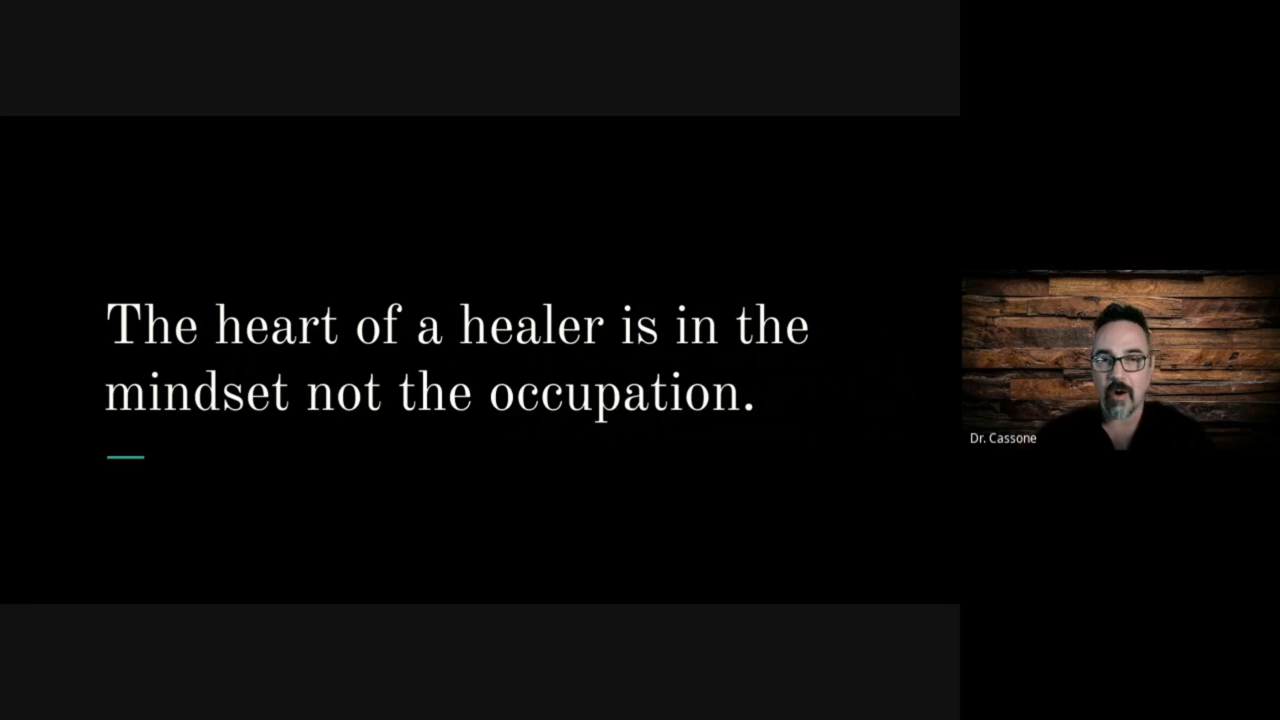 The heart of a healer is in the
mindset not the occupation.
Dr. Cassone